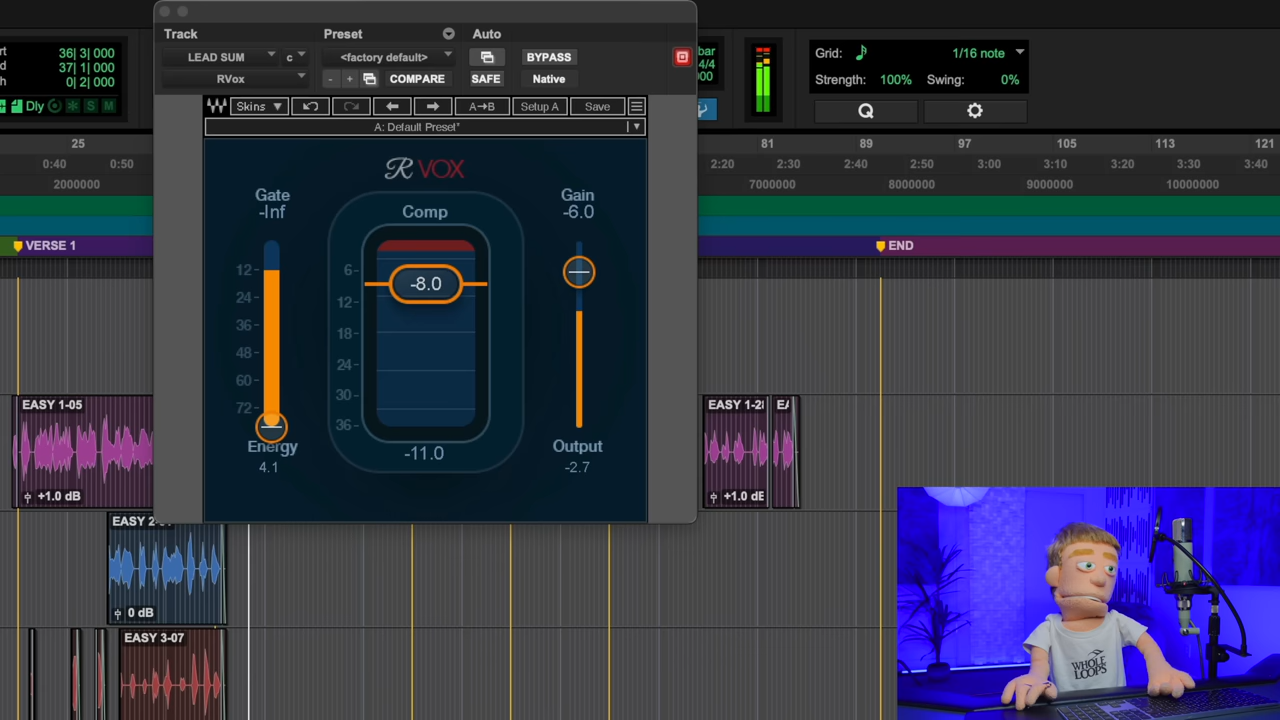 Track
Preset
Auto
LEAD SUM
c
<factory default>
BYPASS
RVox
- +
COMPARE
SAFE
Native
rt
36| 3| 000
nd
37| 1| 000
h
0| 2| 000
Dly
S
M
bar
4/4
000
Grid:
1/16 note
Strength:
100%
Swing:
0%
Q
Skins
A→B
Setup A
Save
A: Default Preset*
25
81
89
97
105
113
121
0:40
0:50
2:20
2:30
2:40
2:50
3:00
3:10
3:20
3:30
3:40
2000000
7000000
8000000
9000000
10000000
VERSE 1
END
R VOX
Gate
-Inf
Comp
Gain
-6.0
12
24
36
48
60
72
6
12
18
24
30
36
-8.0
Energy
4.1
-11.0
Output
-2.7
EASY 1-05
+1.0 dB
EASY 1-2
EA
+1.0 dE
EASY 2-
0 dB
EASY 3-07
WHOLE
LOOPS